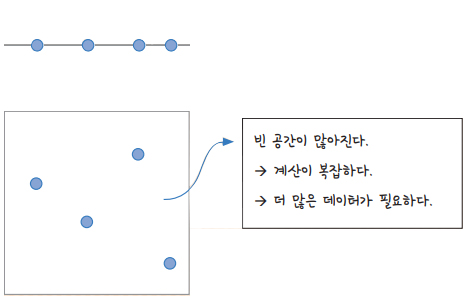 빈 공간이 많아진다.
→ 계산이 복잡하다.
→ 더 많은 데이터가 필요하다.